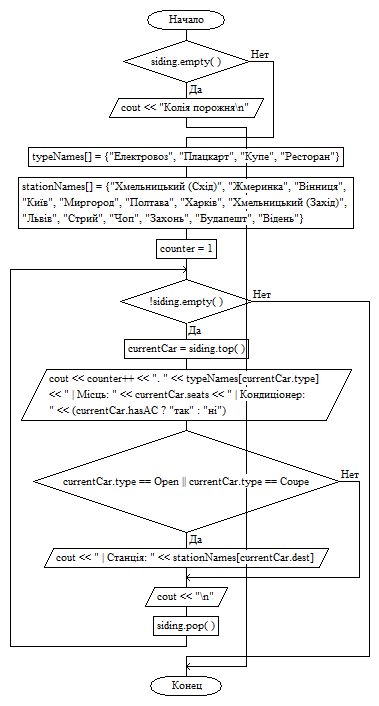 Начало
siding.empty( )
Нет
Да
cout << "Колія порожня\n"
typeNames[] = {"Електровоз", "Плацкарт", "Купе", "Ресторан"}
stationNames[] = {"Хмельницький (Схід)", "Жмеринка", "Вінниця",
"Київ", "Миргород", "Полтава", "Харків", "Хмельницький (Захід)",
"Львів", "Стрий", "Чоп", "Захонь", "Будапешт", "Відень"}
counter = 1
!siding.empty( )
Нет
Да
currentCar = siding.top( )
cout << counter++ << ". " << typeNames[currentCar.type]
<< " | Місць: " << currentCar.seats << " | Кондиціонер:
" << (currentCar.hasAC ? "так" : "ні")
Нет
currentCar.type == Open || currentCar.type == Coupe
Да
cout << " | Станція: " << stationNames[currentCar.dest]
cout << "\n"
siding.pop( )
Конец